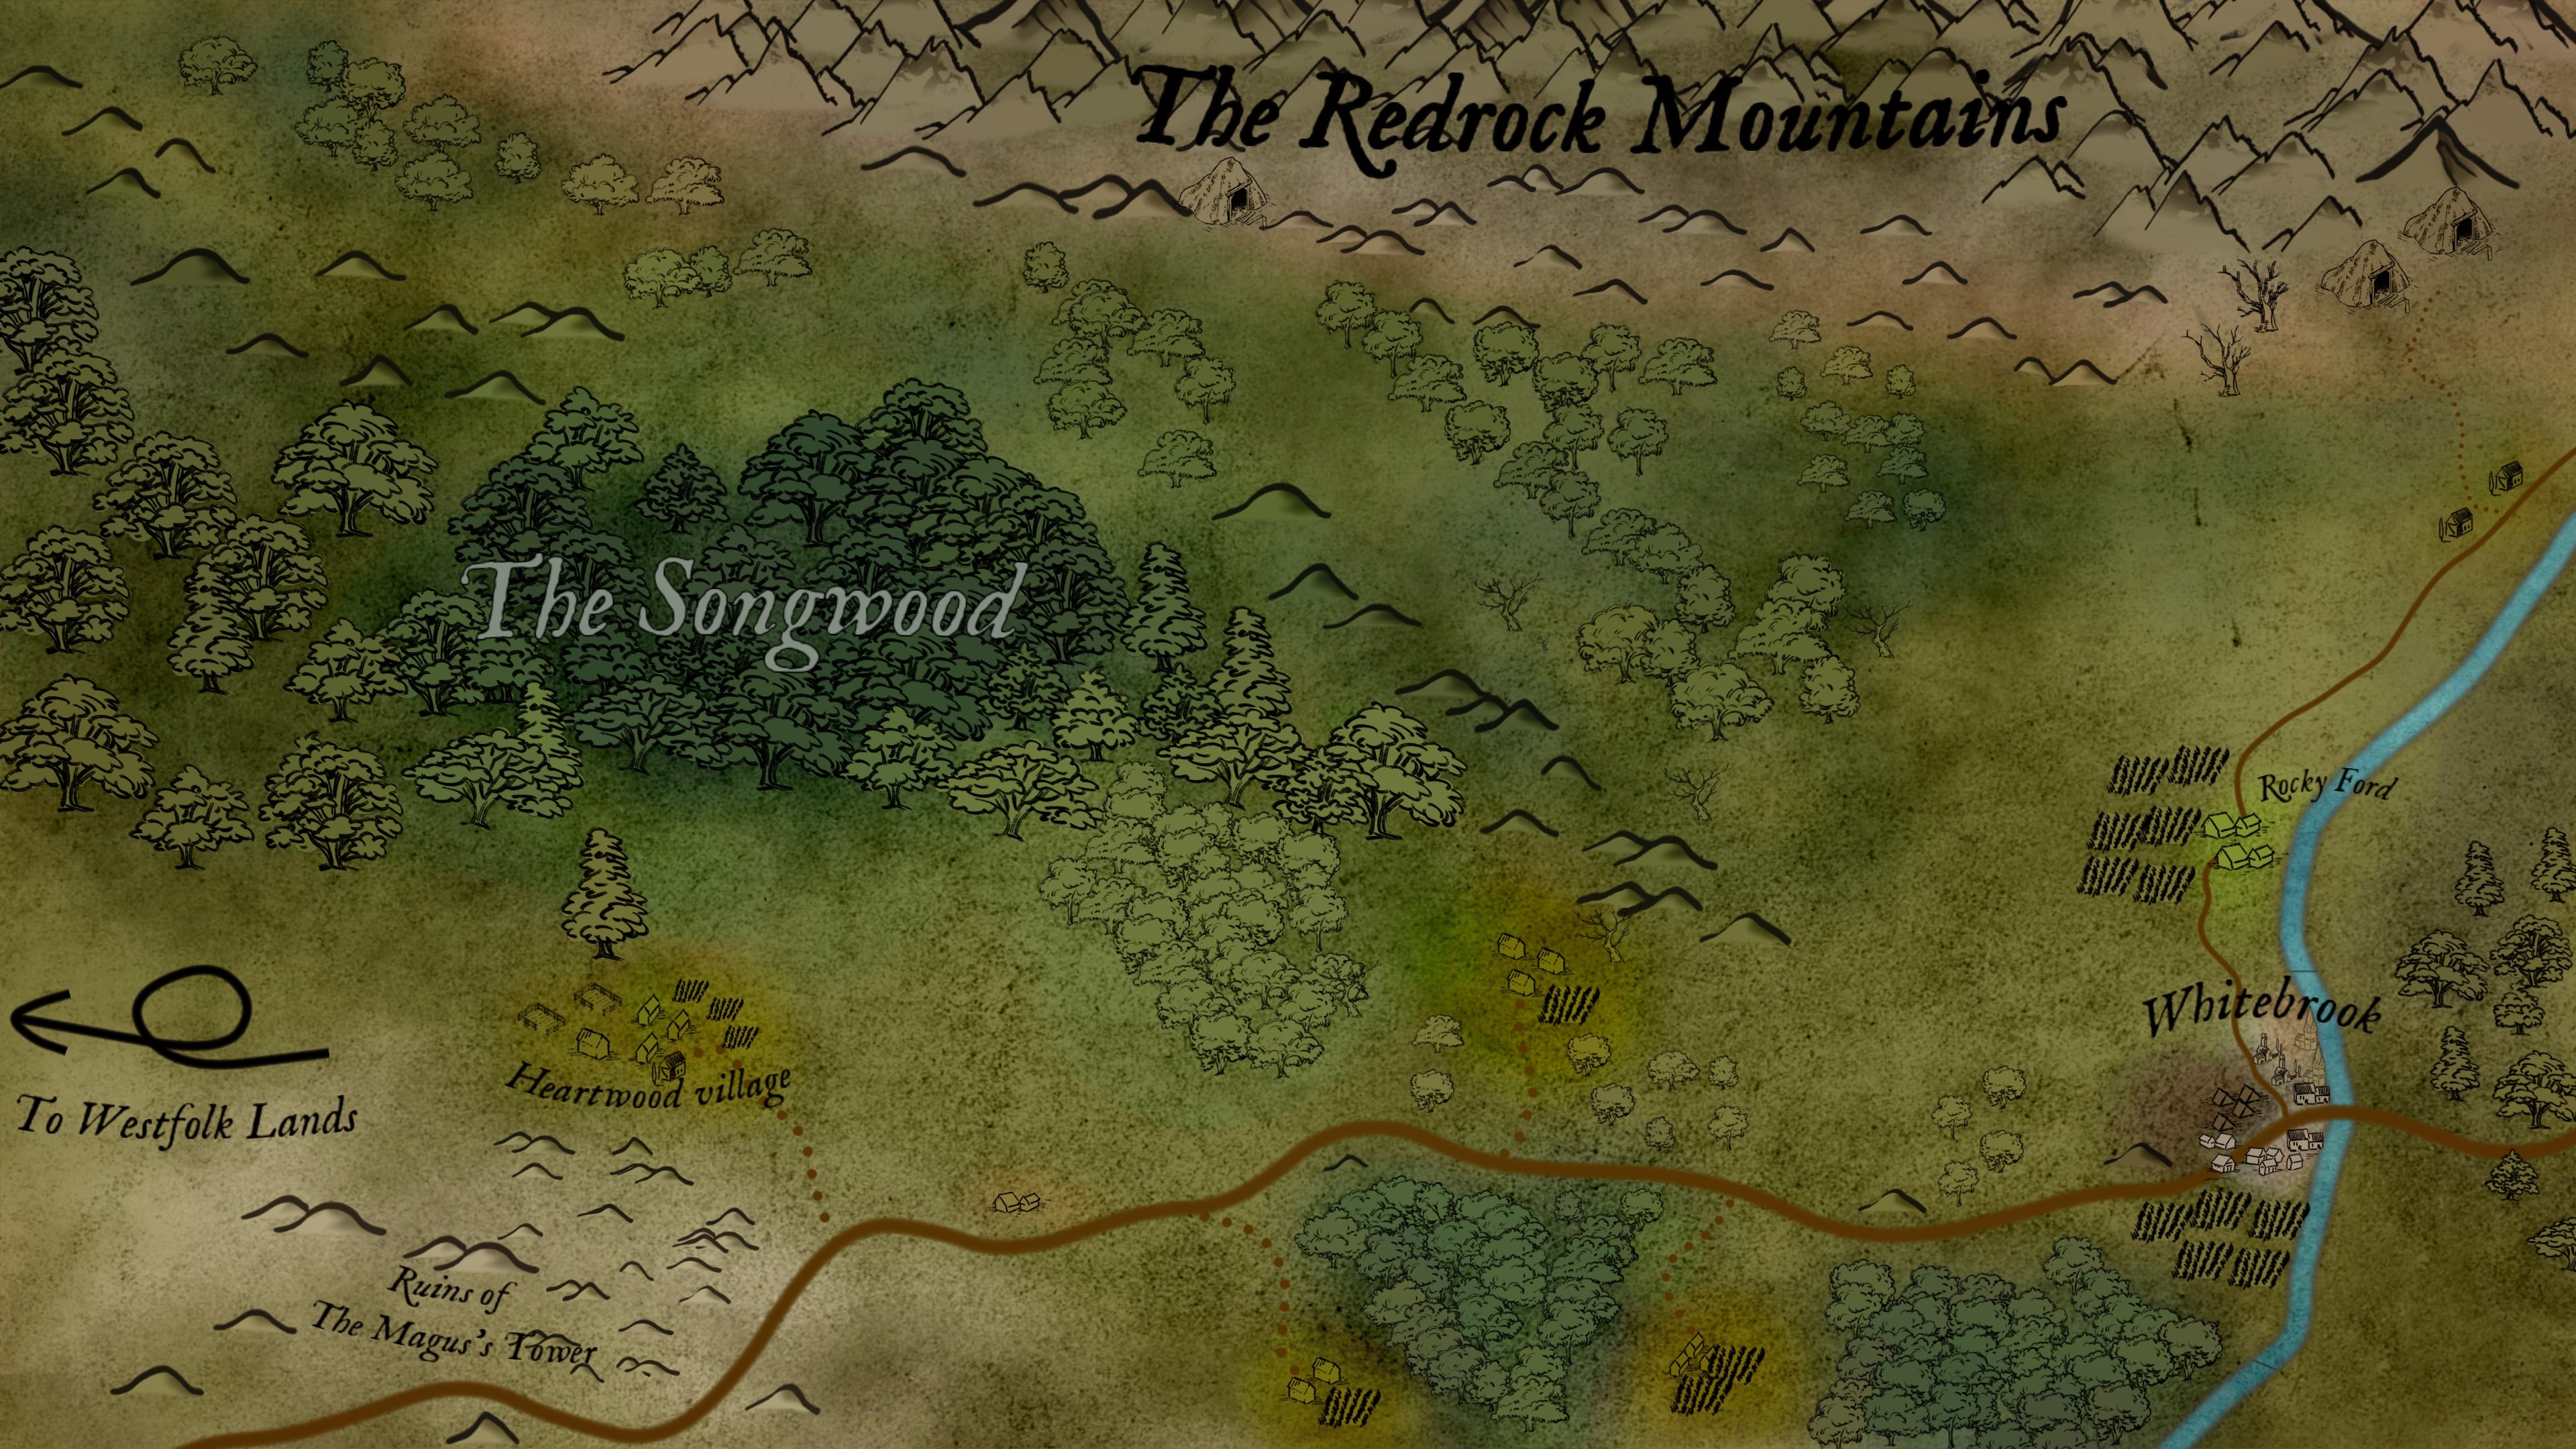 The Redrock Mountains
The Songwood
Rocky Ford
Whitebrook
Heartwood village
To Westfolk Lands
Ruins of
The Magus's Tower